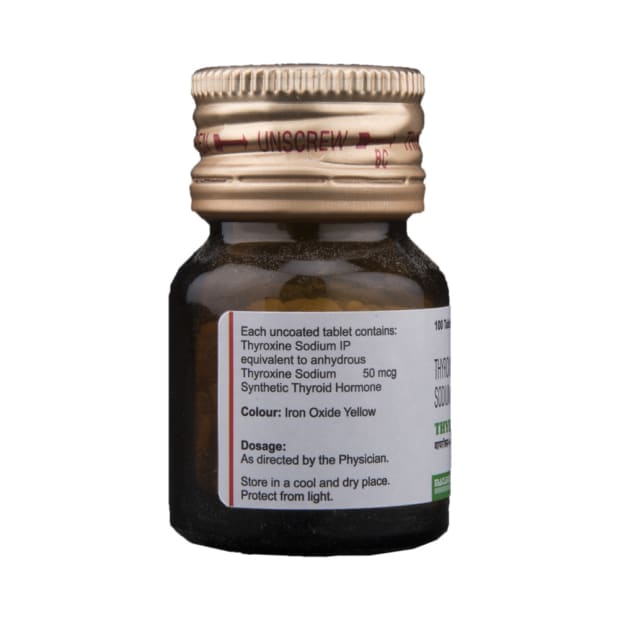 UNSCREW
BC
Each uncoated tablet contains:
Thyroxine Sodium IP
equivalent to anhydrous
Thyroxine Sodium 50 mcg
Synthetic Thyroid Hormone
Colour: Iron Oxide Yellow
Dosage:
As directed by the Physician.
Store in a cool and dry place.
Protect from light.
100